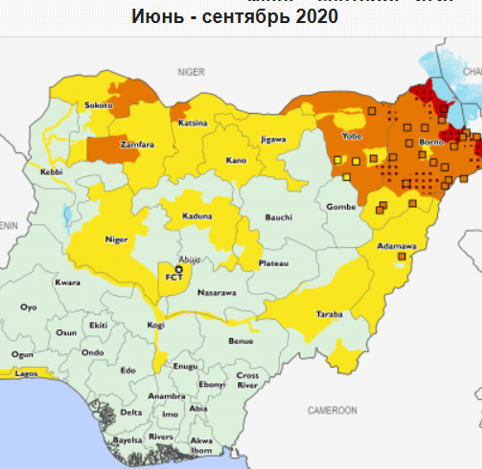 Июнь - сентябрь 2020
NIGER
CHA
Sokoto
Katsina
Jigawa
Yobe
Borno
Zamfara
Kano
Kebbi
Kaduna
Bauchi
Gombe
ENIN
Niger
Abuja
FCT
Plateau
Adamawa
Kwara
Nasarawa
Oyo
Taraba
Ekiti
Kogi
Osun
Benue
Ogun
Ondo
Edo
Enugu
Lagos
Ebonyi
Cross
River
Anambra
Delta
Imo
Abia
CAMEROON
Bayelsa
Rivers
Akwa
Ibom